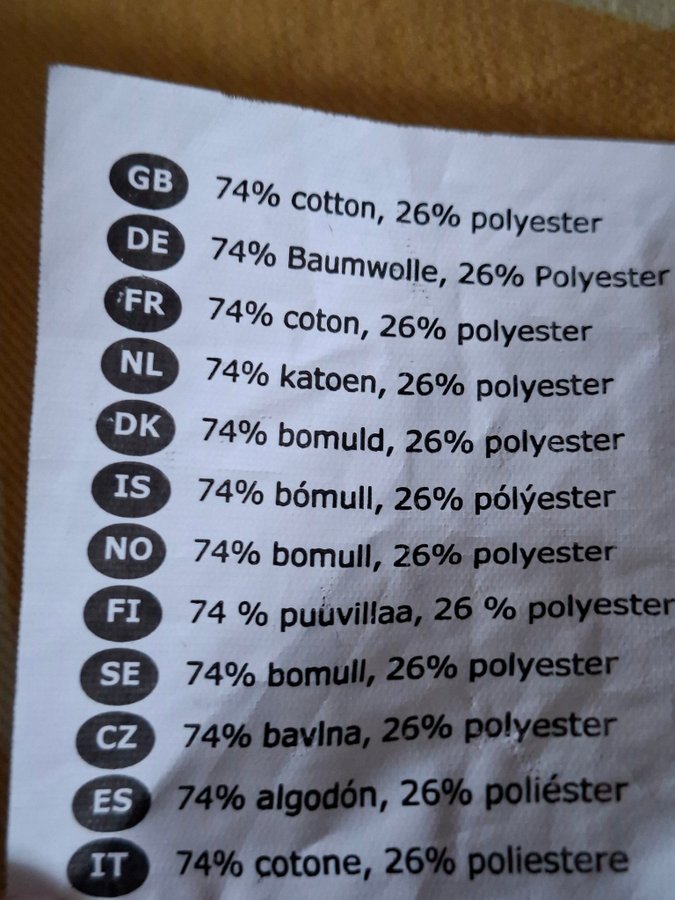 GB 74% cotton, 26% polyester
DE 74% Baumwolle, 26% Polyester
FR 74% coton, 26% polyester
NL 74% katoen, 26% polyester
DK 74% bomuld, 26% polyester
IS 74% bómull, 26% pólýester
NO 74% bomull, 26% polyester
FI 74 % puuvillaa, 26 % polyester
SE 74% bomull, 26% polyester
CZ 74% bavlna, 26% polyester
ES 74% algodón, 26% poliéster
IT 74% cotone, 26% poliestere